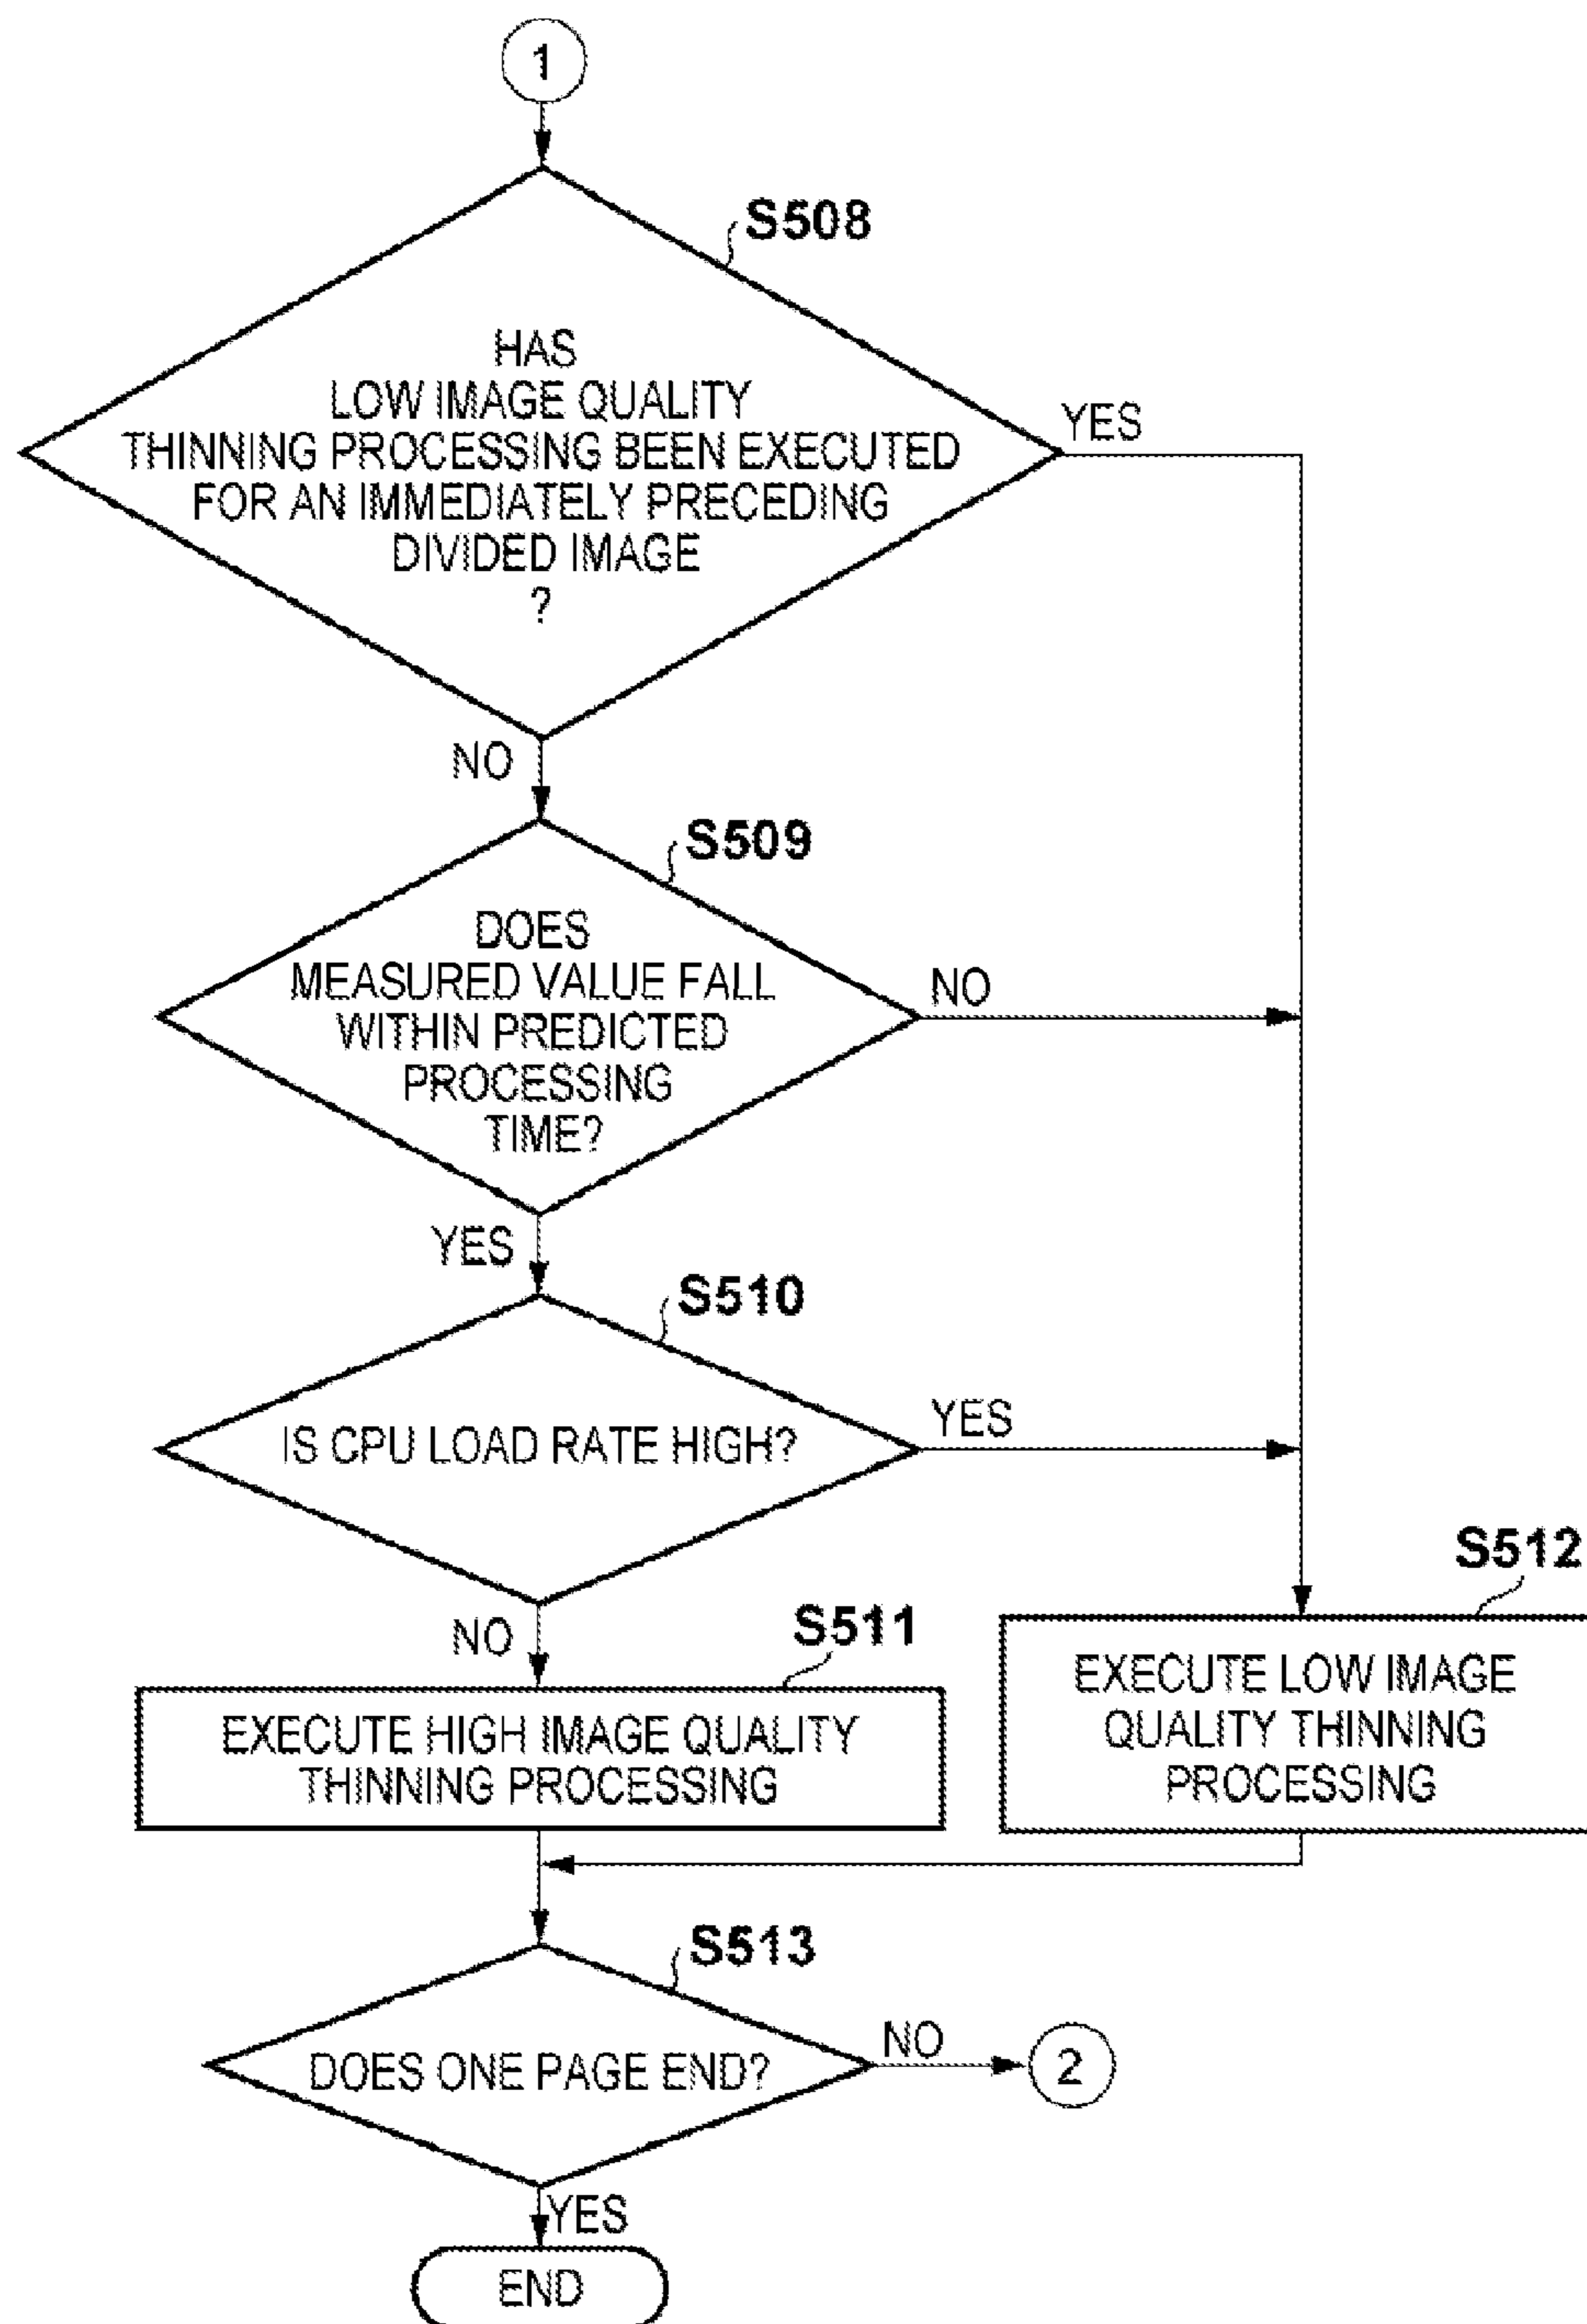 1
S508
HAS
LOW IMAGE QUALITY
THINNING PROCESSING BEEN EXECUTED
FOR AN IMMEDIATELY PRECEDING
DIVIDED IMAGE
?
YES
NO
S509
DOES
MEASURED VALUE FALL
WITHIN PREDICTED
PROCESSING
TIME?
NO
YES
S510
IS CPU LOAD RATE HIGH?
YES
NO
S511
EXECUTE HIGH IMAGE QUALITY
THINNING PROCESSING
S512
EXECUTE LOW IMAGE
QUALITY THINNING
PROCESSING
S513
DOES ONE PAGE END?
NO
2
YES
END